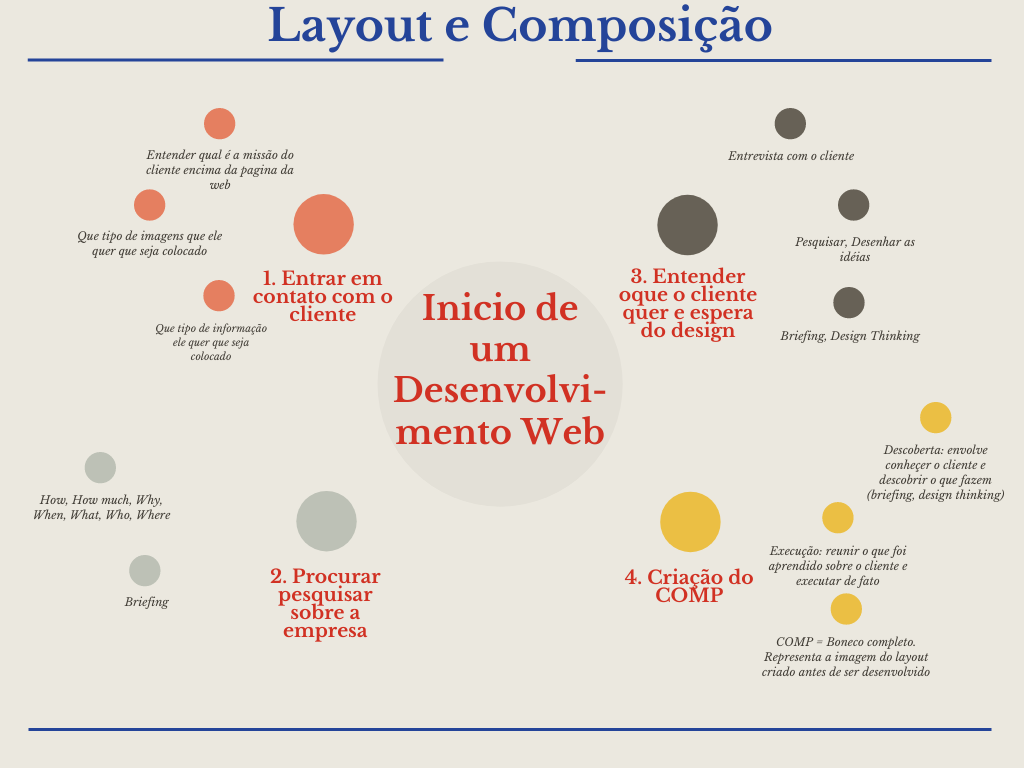 Layout e Composição
Entender qual é a missão do
cliente encima da pagina da
web
Que tipo de imagens que ele
quer que seja colocado
Que tipo de informação
ele quer que seja
colocado
1. Entrar em
contato com o
cliente
Inicio de
um
Desenvolvi-
mento Web
Entrevista com o cliente
Pesquisar, Desenhar as
idéias
Briefing, Design Thinking
3. Entender
oque o cliente
quer e espera
do design
How, How much, Why,
When, What, Who, Where
Briefing
2. Procurar
pesquisar
sobre a
empresa
4. Criação do
COMP
Descoberta: envolve
conheçer o cliente e
descobrir o que fazem
(briefing, design thinking)
Execução: reunir o que foi
aprendido sobre o cliente e
executar de fato
COMP = Boneco completo.
Representa a imagem do layout
criado antes de ser desenvolvido